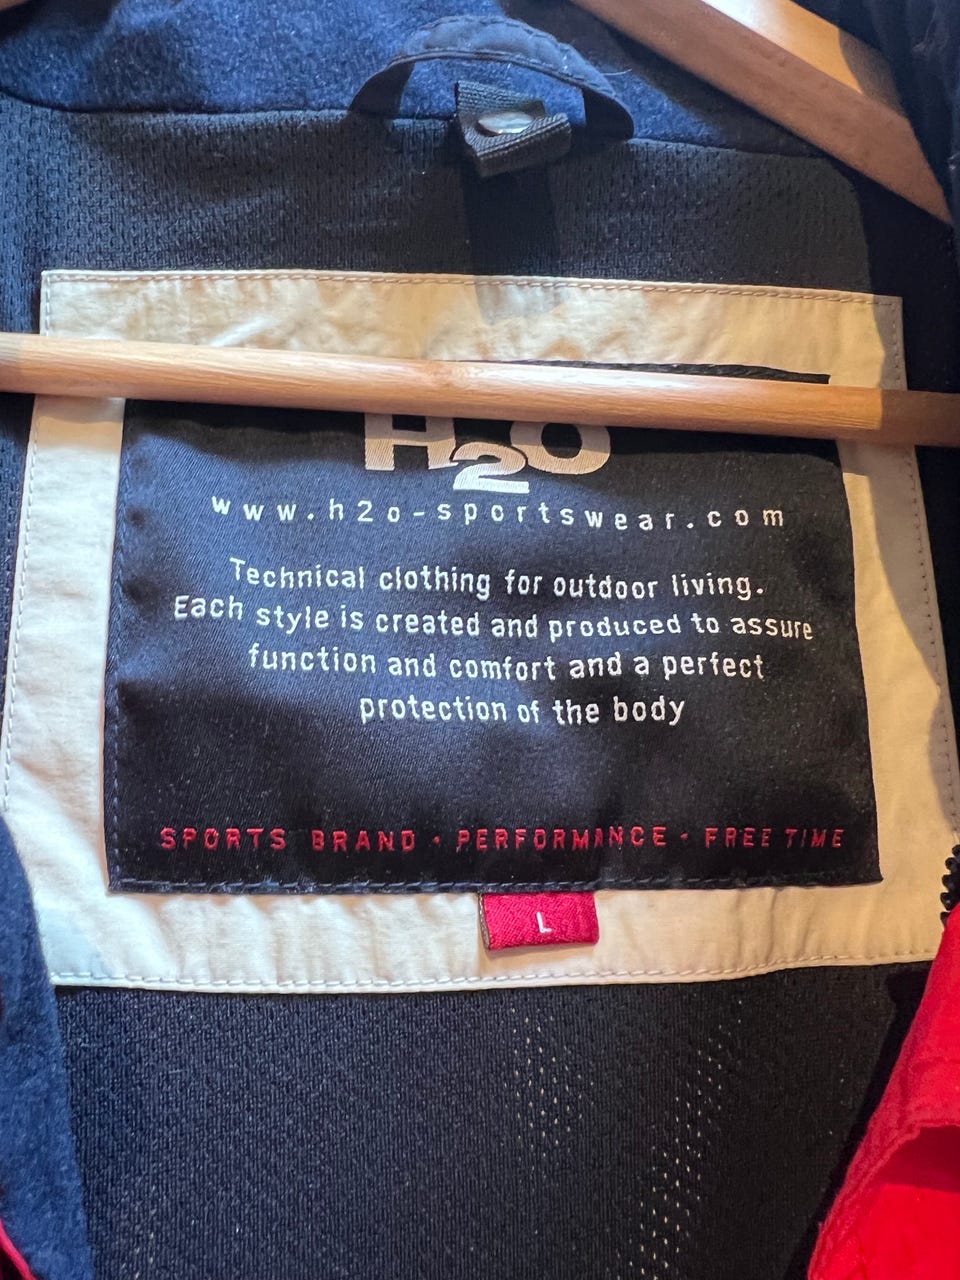 H2O
www.h2o-sportswear.com
Technical clothing for outdoor living.
Each style is created and produced to assure
function and comfort and a perfect
protection of the body
SPORTS BRAND · PERFORMANCE · FREE TIME
L